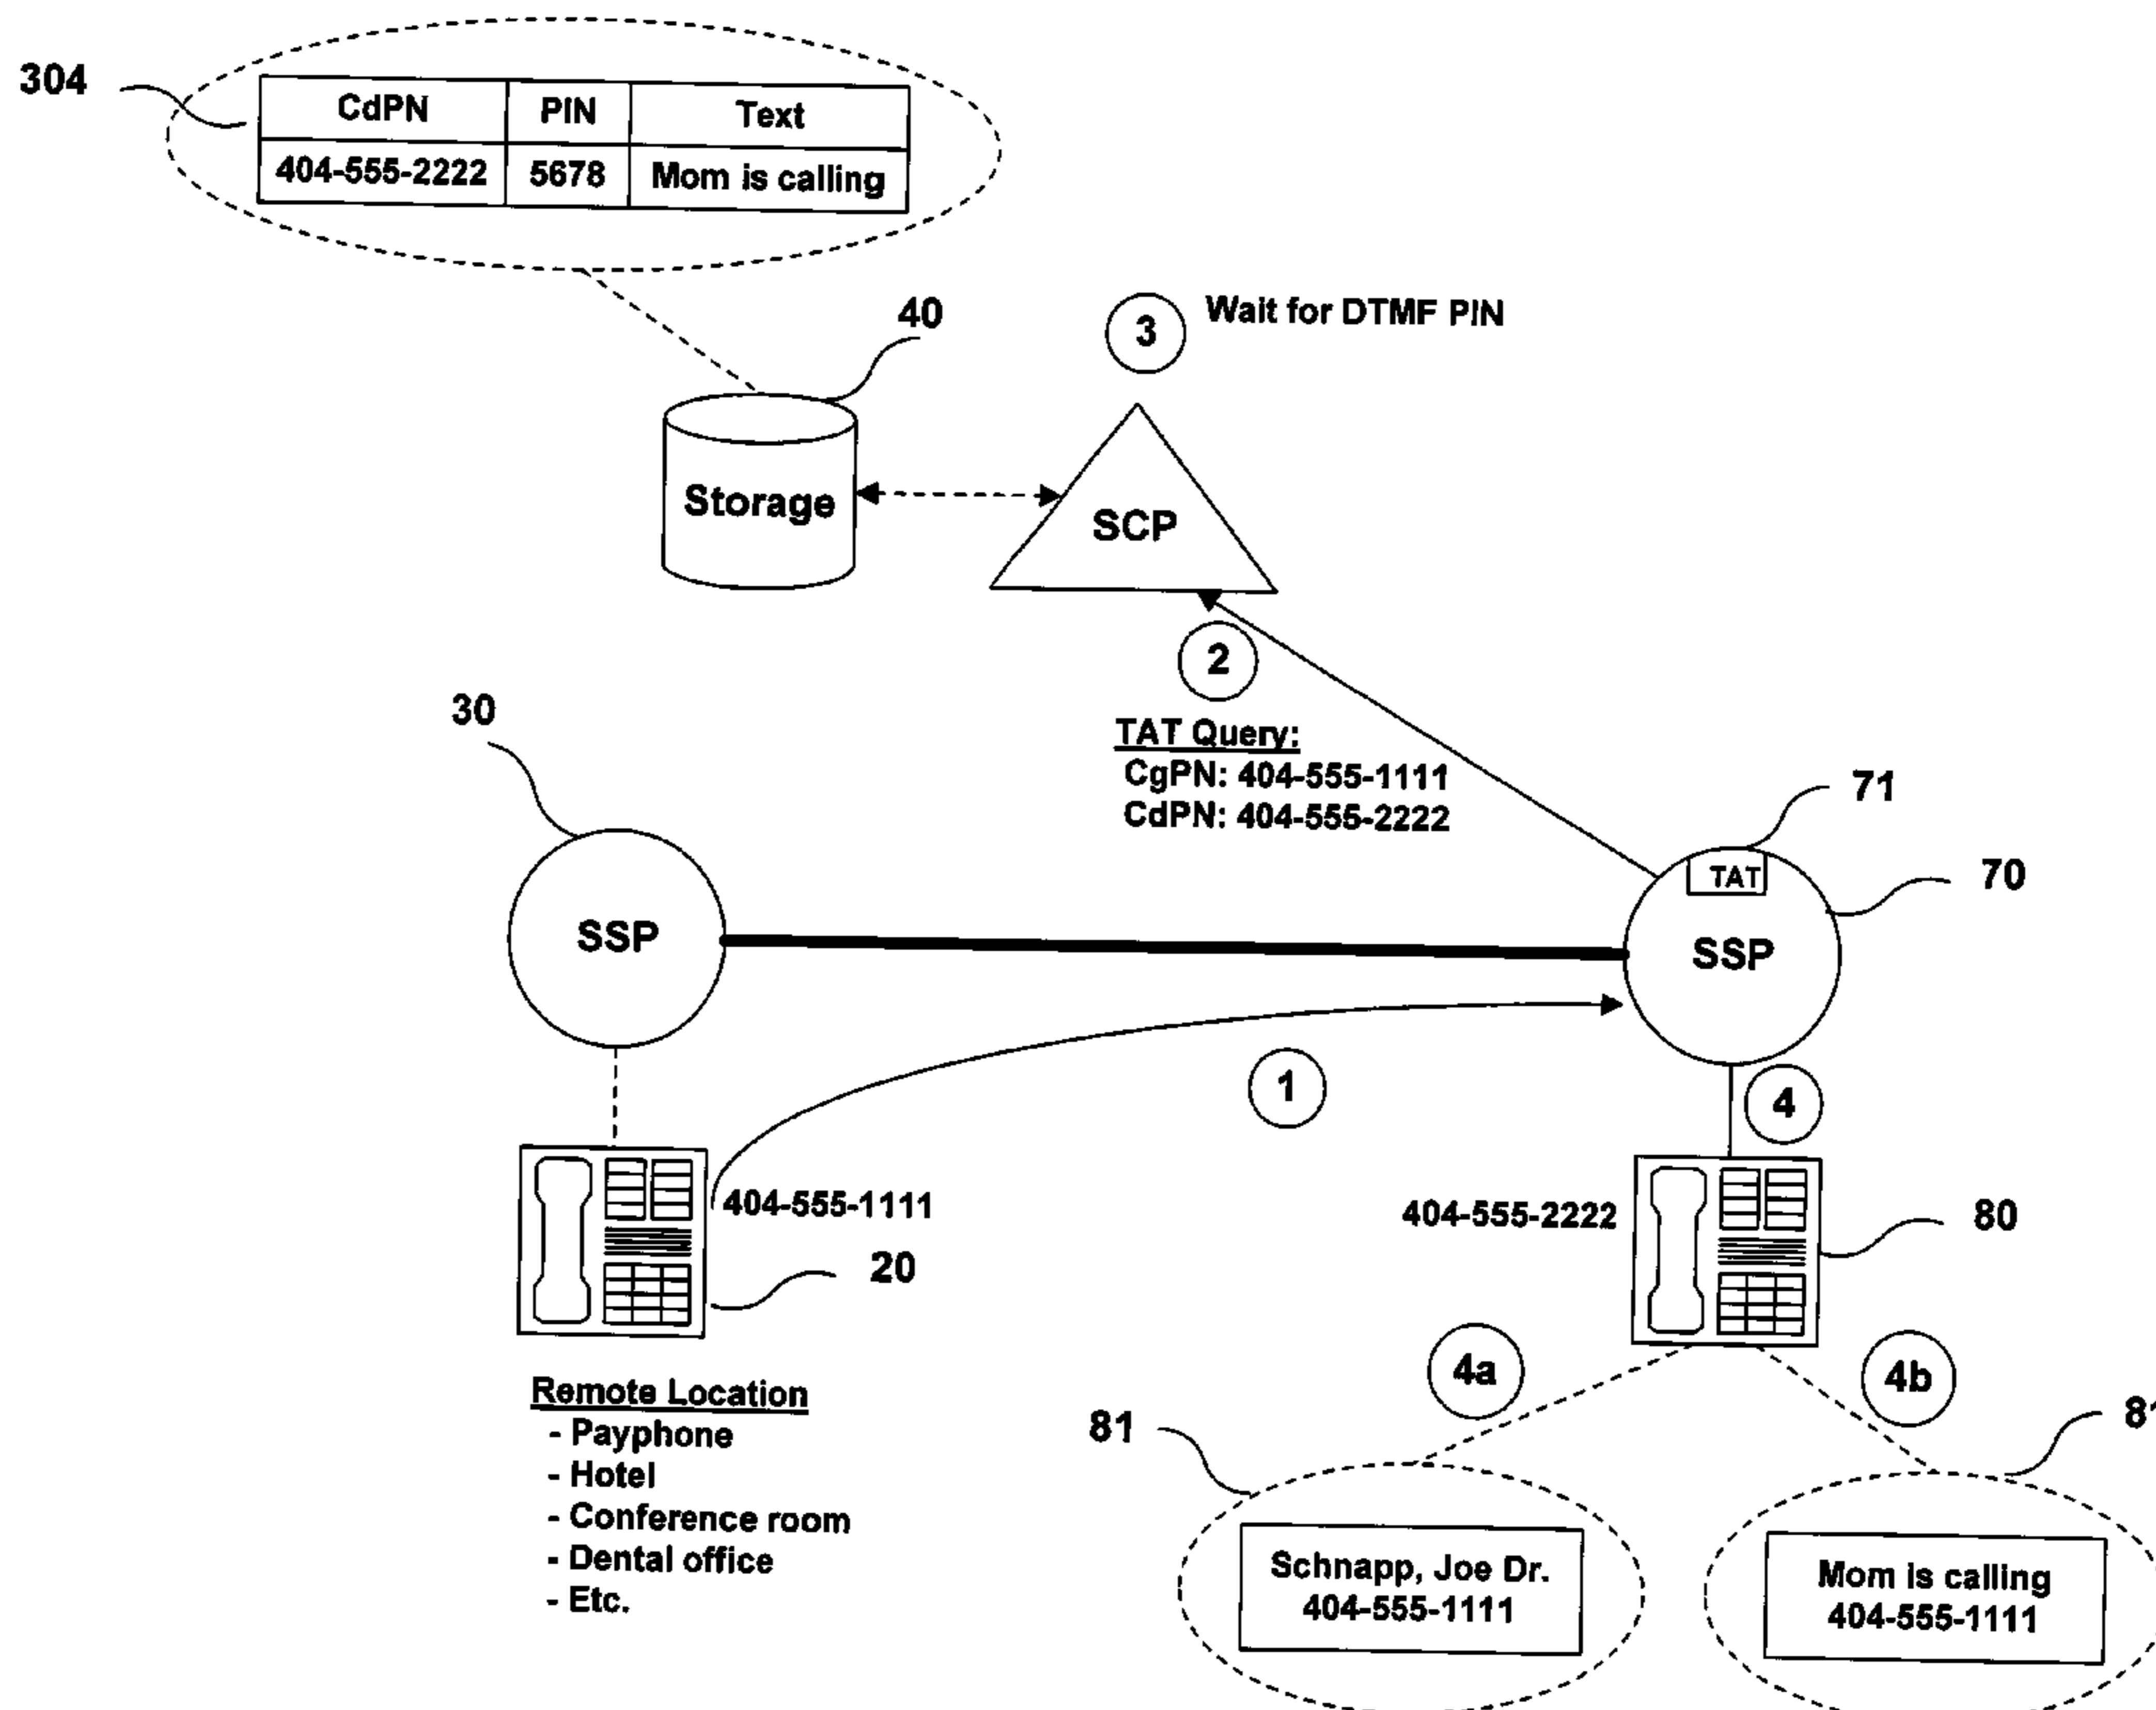 304
CdPN PIN Text
404-555-2222 5678 Mom is calling
40
3 Wait for DTMF PIN
Storage
SCP
2
30
TAT Query:
CgPN: 404-555-1111
CdPN: 404-555-2222
71
TAT
70
SSP
SSP
1
4
404-555-1111
404-555-2222
80
20
4a
4b
Remote Location
- Payphone
- Hotel
- Conference room
- Dental office
- Etc.
81
81
Schnapp, Joe Dr.
404-555-1111
Mom is calling
404-555-1111